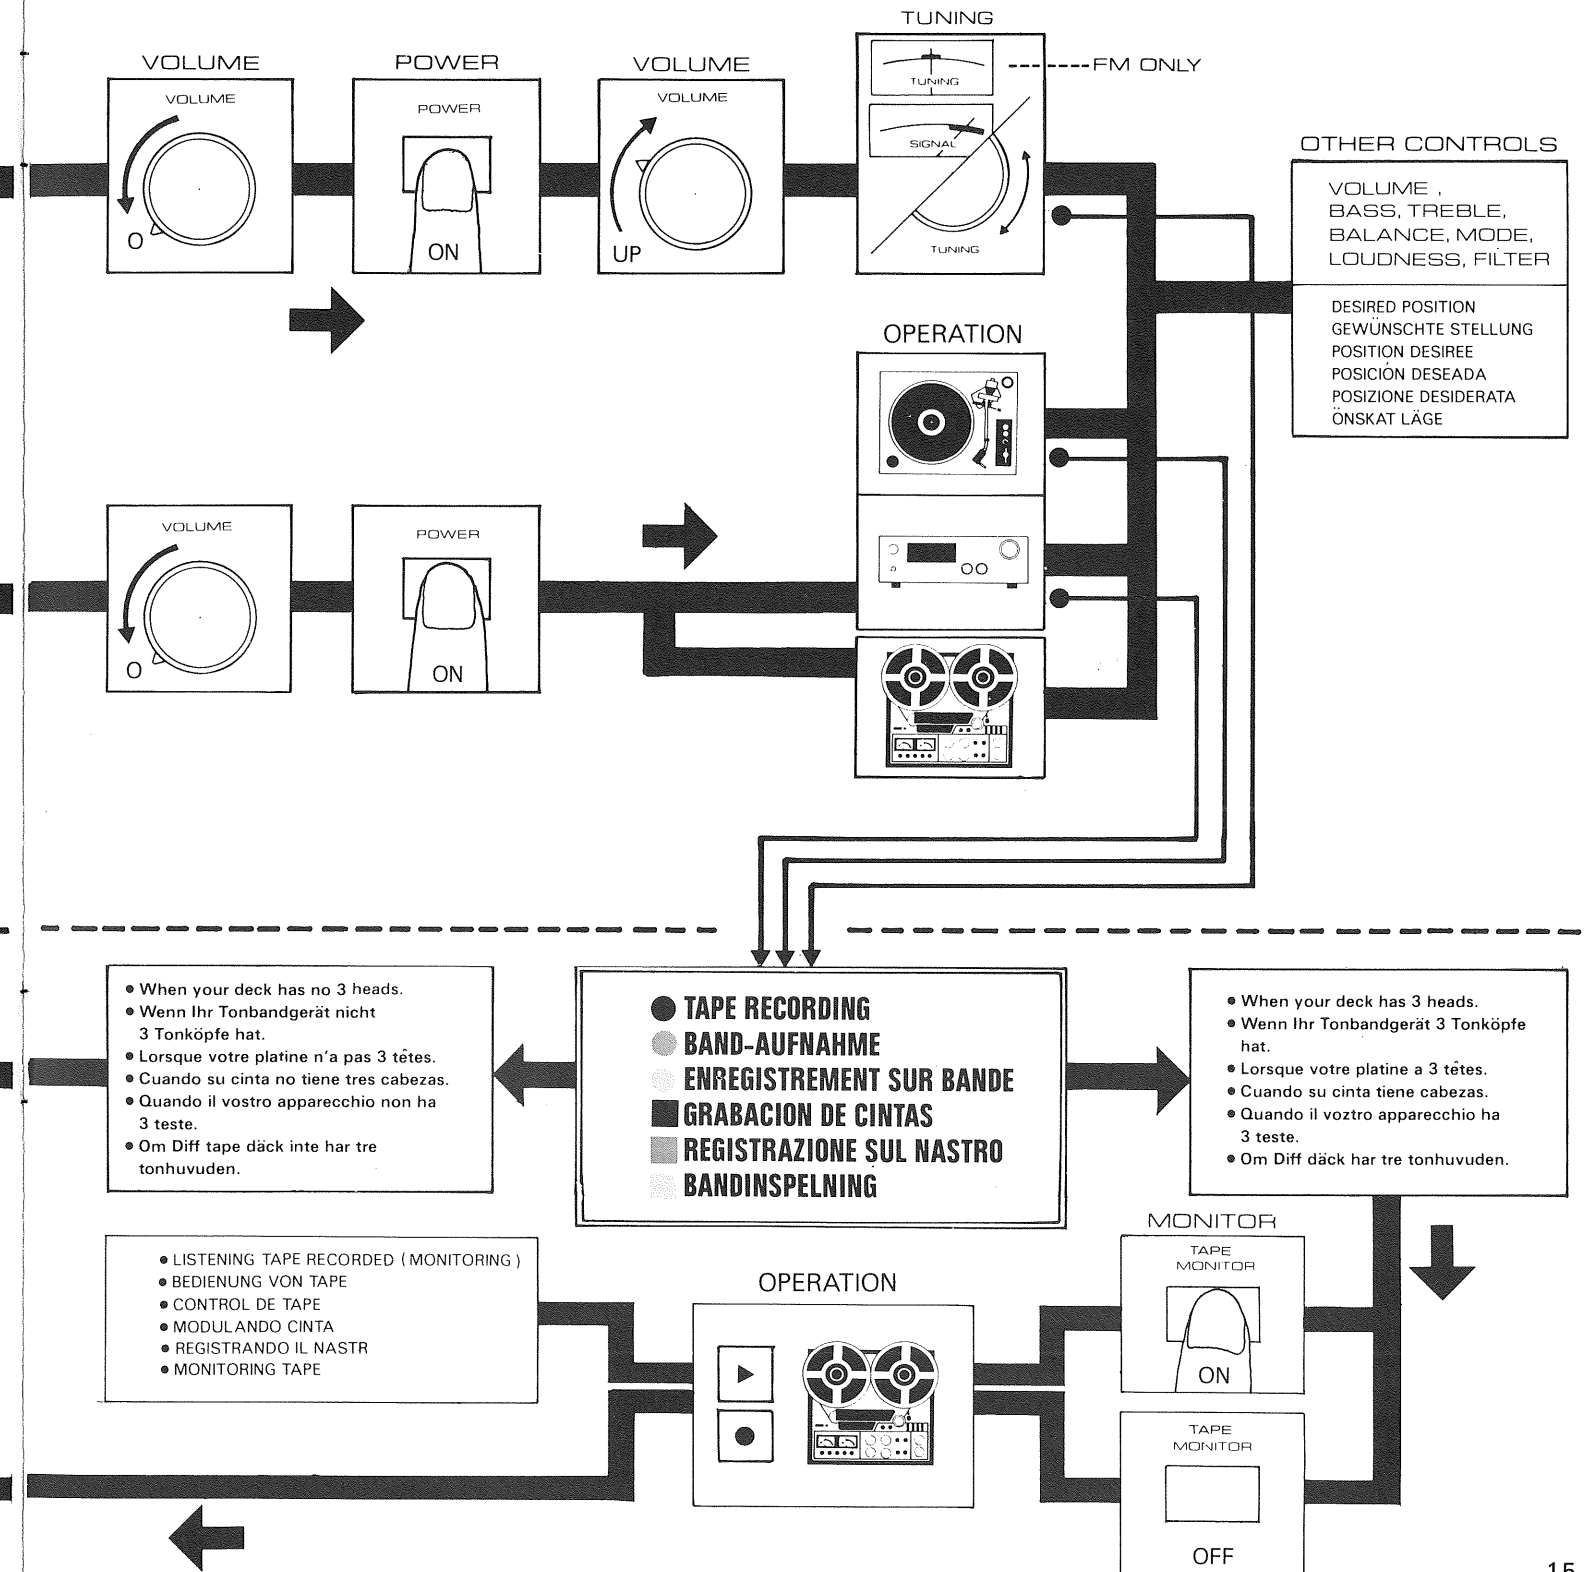 TUNING
VOLUME
POWER
VOLUME
TUNING
FM ONLY
VOLUME
O
POWER
ON
VOLUME
UP
SIGNAL
TUNING
OTHER CONTROLS
VOLUME ,
BASS, TREBLE,
BALANCE, MODE,
LOUDNESS, FILTER
DESIRED POSITION
GEWÜNSCHTE STELLUNG
POSITION DESIREE
POSICIÓN DESEADA
POSIZIONE DESIDERATA
ÖNSKAT LÄGE
OPERATION
VOLUME
O
POWER
ON
● When your deck has no 3 heads.
● Wenn Ihr Tonbandgerät nicht
3 Tonköpfe hat.
● Lorsque votre platine n'a pas 3 têtes.
● Cuando su cinta no tiene tres cabezas.
● Quando il vostro apparecchio non ha
3 teste.
● Om Diff tape däck inte har tre
tonhuvuden.
TAPE RECORDING
BAND-AUFNAHME
ENREGISTREMENT SUR BANDE
GRABACION DE CINTAS
REGISTRAZIONE SUL NASTRO
BANDINSPELNING
● When your deck has 3 heads.
● Wenn Ihr Tonbandgerät 3 Tonköpfe
hat.
● Lorsque votre platine a 3 têtes.
● Cuando su cinta tiene cabezas.
● Quando il voztro apparecchio ha
3 teste.
● Om Diff däck har tre tonhuvuden.
● LISTENING TAPE RECORDED (MONITORING)
● BEDIENUNG VON TAPE
● CONTROL DE TAPE
● MODULANDO CINTA
● REGISTRANDO IL NASTR
● MONITORING TAPE
OPERATION
MONITOR
TAPE
MONITOR
ON
TAPE
MONITOR
OFF
15